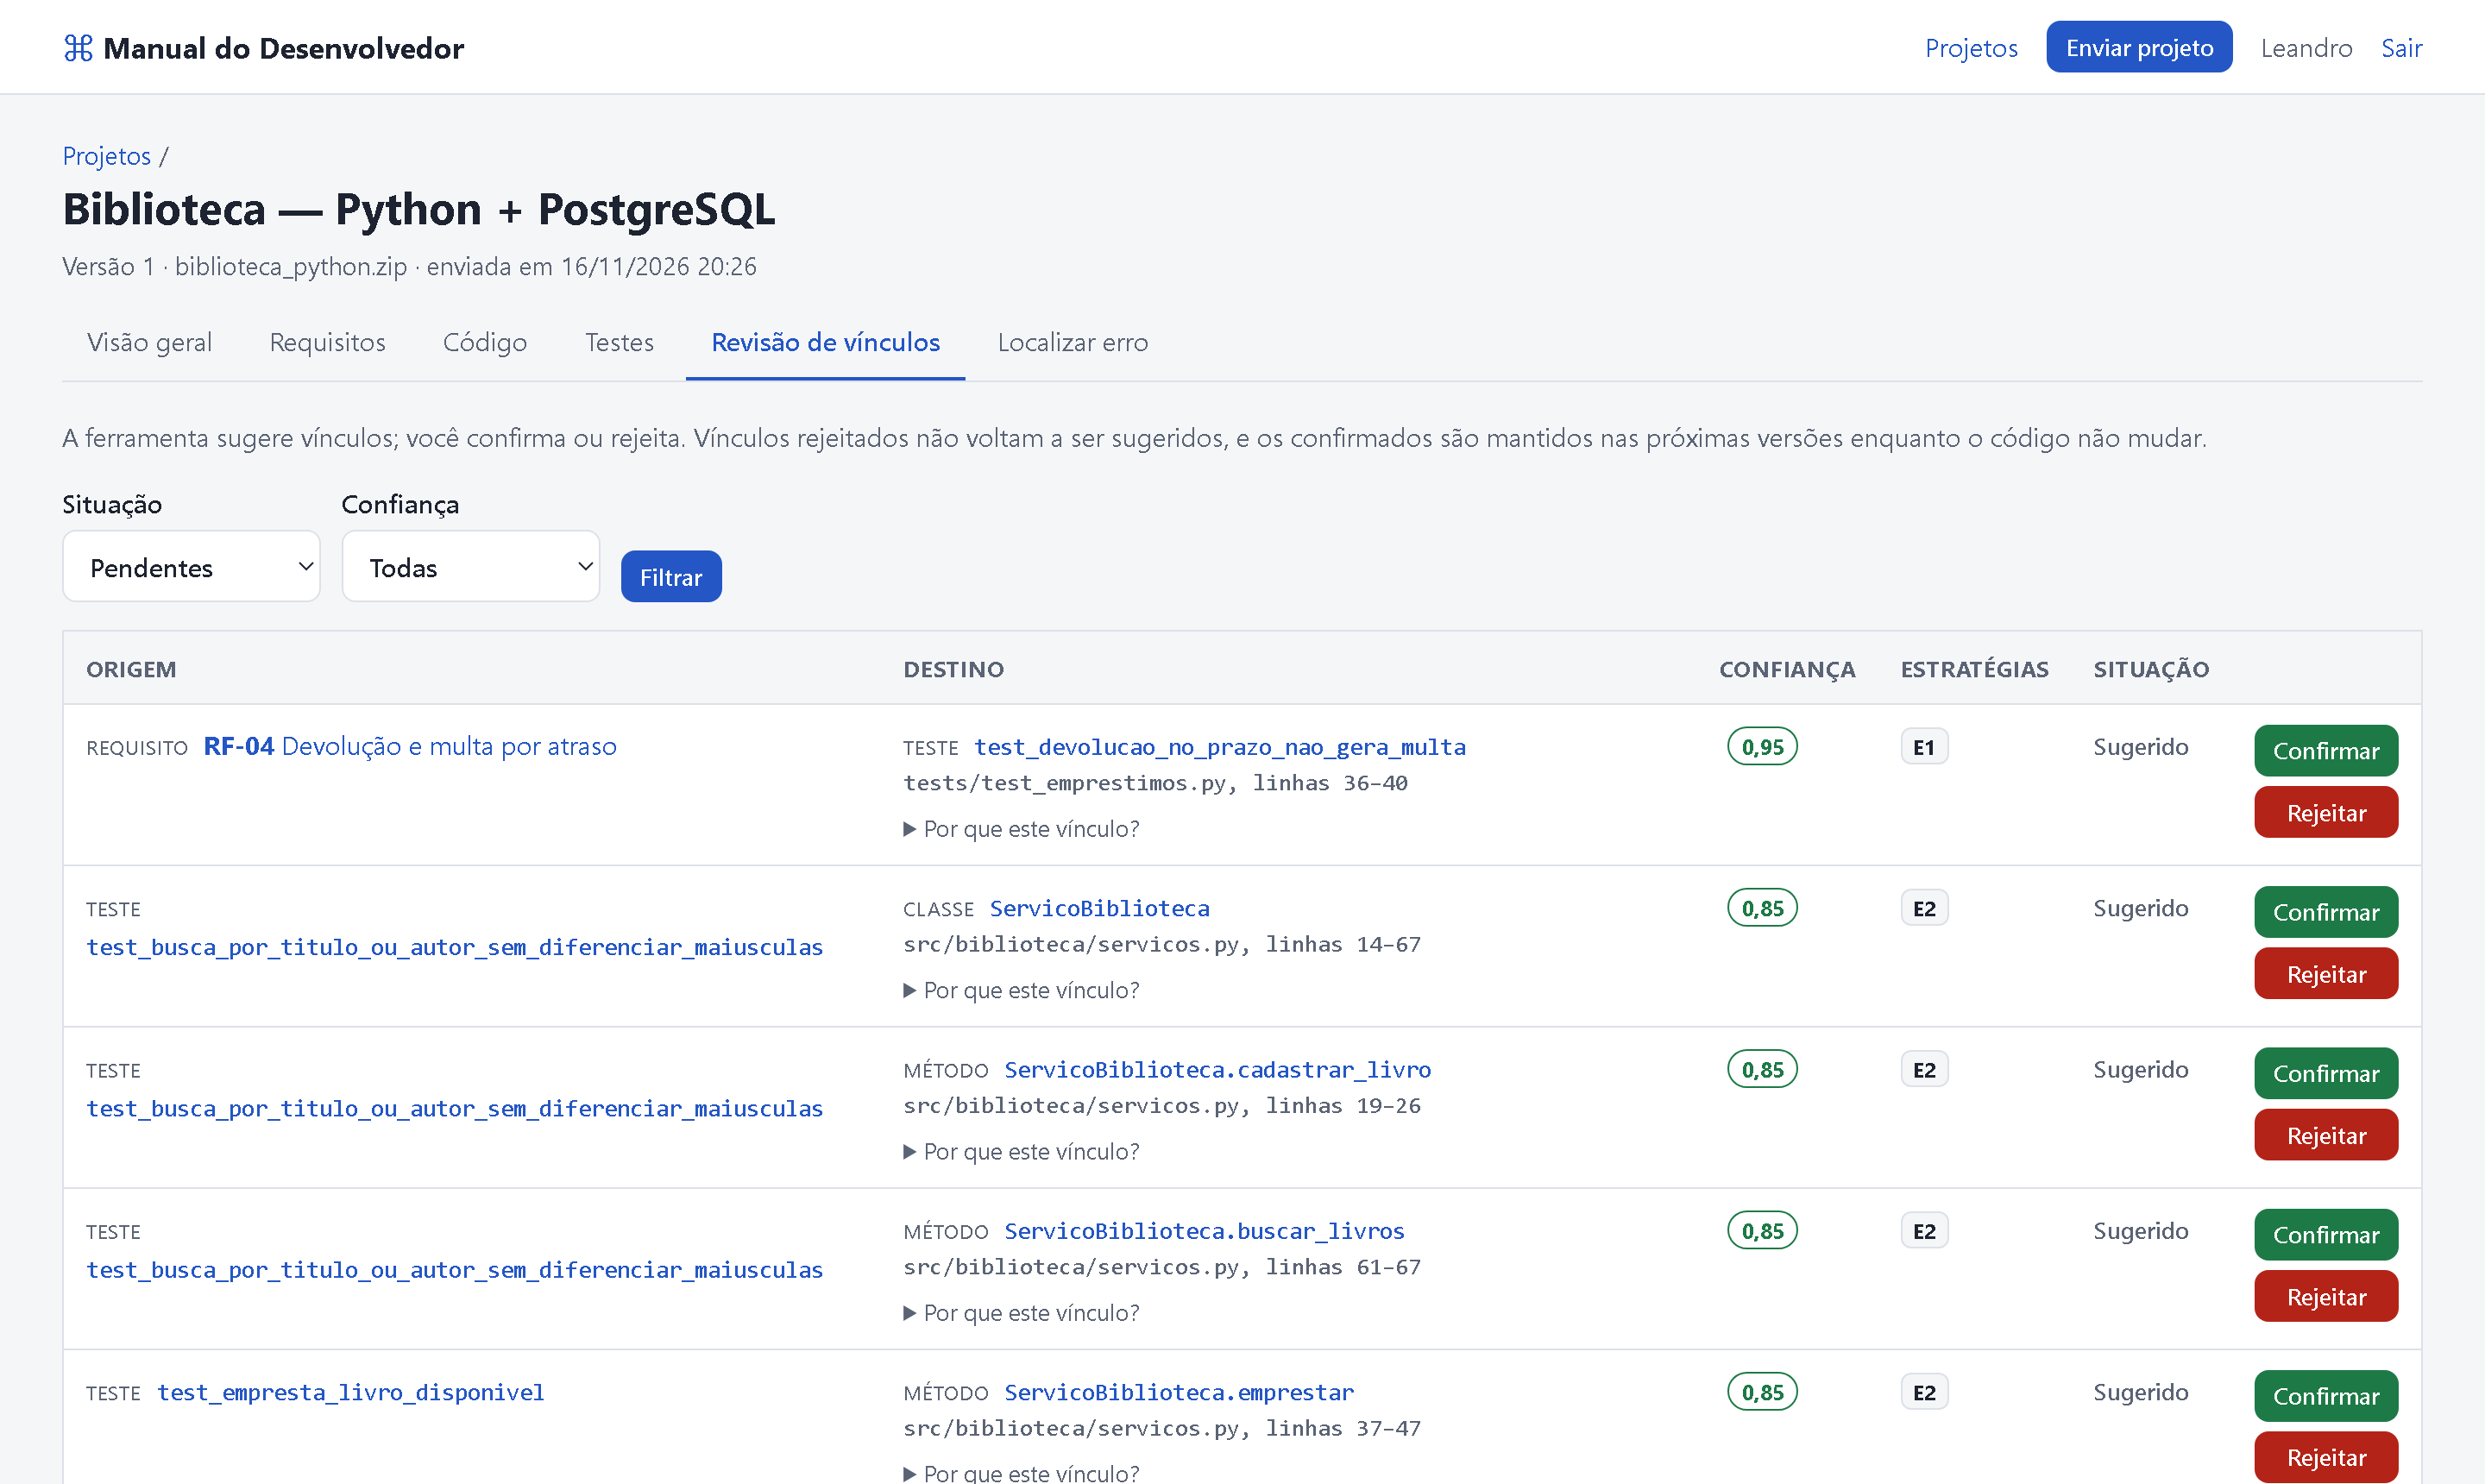 ⌘ Manual do Desenvolvedor
Projetos
Enviar projeto
Leandro
Sair
Projetos /
Biblioteca — Python + PostgreSQL
Versão 1 · biblioteca_python.zip · enviada em 16/11/2026 20:26
Visão geral
Requisitos
Código
Testes
Revisão de vínculos
Localizar erro
A ferramenta sugere vínculos; você confirma ou rejeita. Vínculos rejeitados não voltam a ser sugeridos, e os confirmados são mantidos nas próximas versões enquanto o código não mudar.
Situação
Confiança
Pendentes
Todas
Filtrar
ORIGEM
DESTINO
CONFIANÇA
ESTRATÉGIAS
SITUAÇÃO
REQUISITO RF-04 Devolução e multa por atraso
TESTE test_devolucao_no_prazo_nao_gera_multa
tests/test_emprestimos.py, linhas 36–40
▶ Por que este vínculo?
0,95
E1
Sugerido
Confirmar
Rejeitar
TESTE
test_busca_por_titulo_ou_autor_sem_diferenciar_maiusculas
CLASSE ServicoBiblioteca
src/biblioteca/servicos.py, linhas 14–67
▶ Por que este vínculo?
0,85
E2
Sugerido
Confirmar
Rejeitar
TESTE
test_busca_por_titulo_ou_autor_sem_diferenciar_maiusculas
MÉTODO ServicoBiblioteca.cadastrar_livro
src/biblioteca/servicos.py, linhas 19–26
▶ Por que este vínculo?
0,85
E2
Sugerido
Confirmar
Rejeitar
TESTE
test_busca_por_titulo_ou_autor_sem_diferenciar_maiusculas
MÉTODO ServicoBiblioteca.buscar_livros
src/biblioteca/servicos.py, linhas 61–67
▶ Por que este vínculo?
0,85
E2
Sugerido
Confirmar
Rejeitar
TESTE test_empresta_livro_disponivel
MÉTODO ServicoBiblioteca.emprestar
src/biblioteca/servicos.py, linhas 37–47
▶ Por que este vínculo?
0,85
E2
Sugerido
Confirmar
Rejeitar